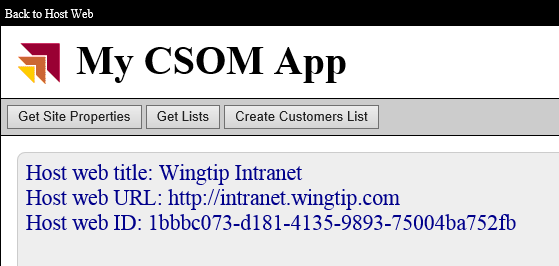 Back to Host Web
My CSOM App
Get Site Properties Get Lists Create Customers List
Host web title: Wingtip Intranet
Host web URL: http://intranet.wingtip.com
Host web ID: 1bbbc073-d181-4135-9893-75004ba752fb